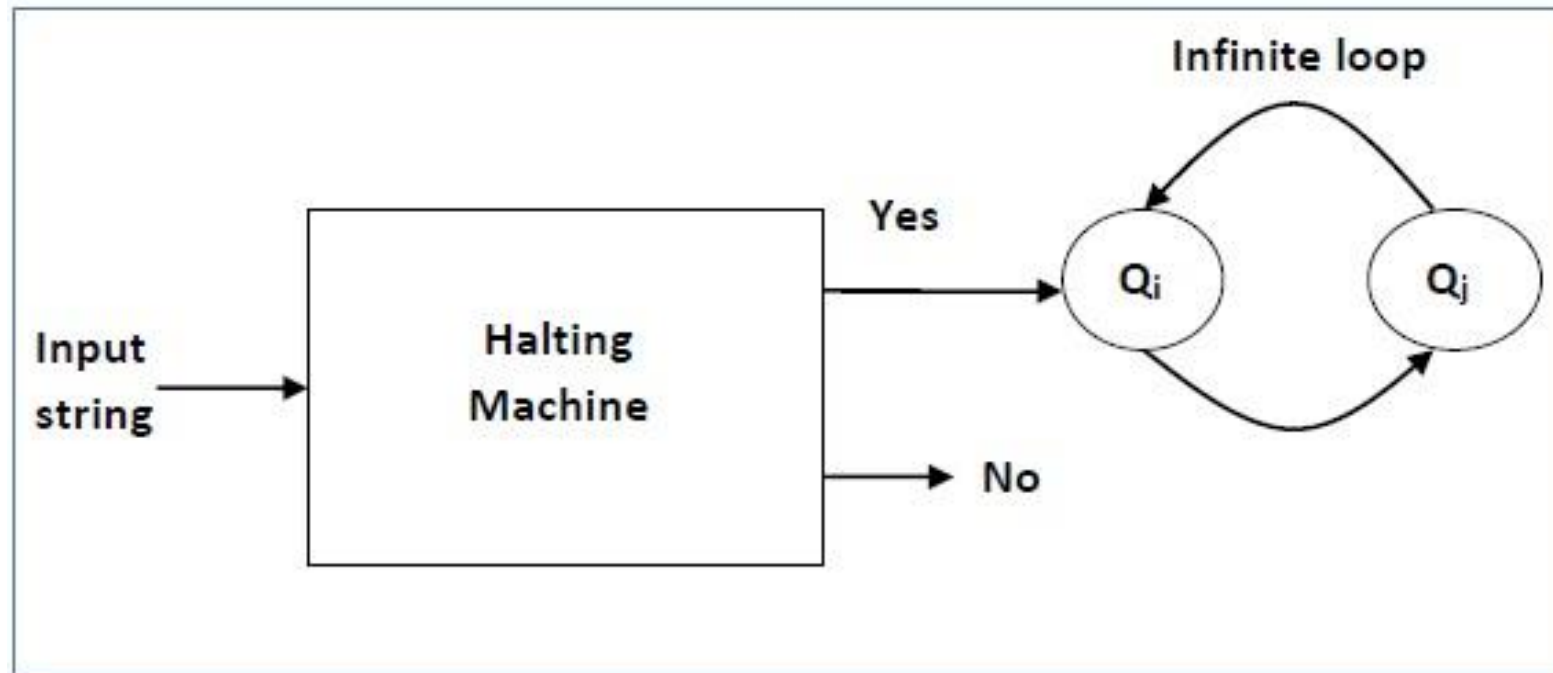 Infinite loop
Yes
Qi
Qj
Input
string
Halting
Machine
No